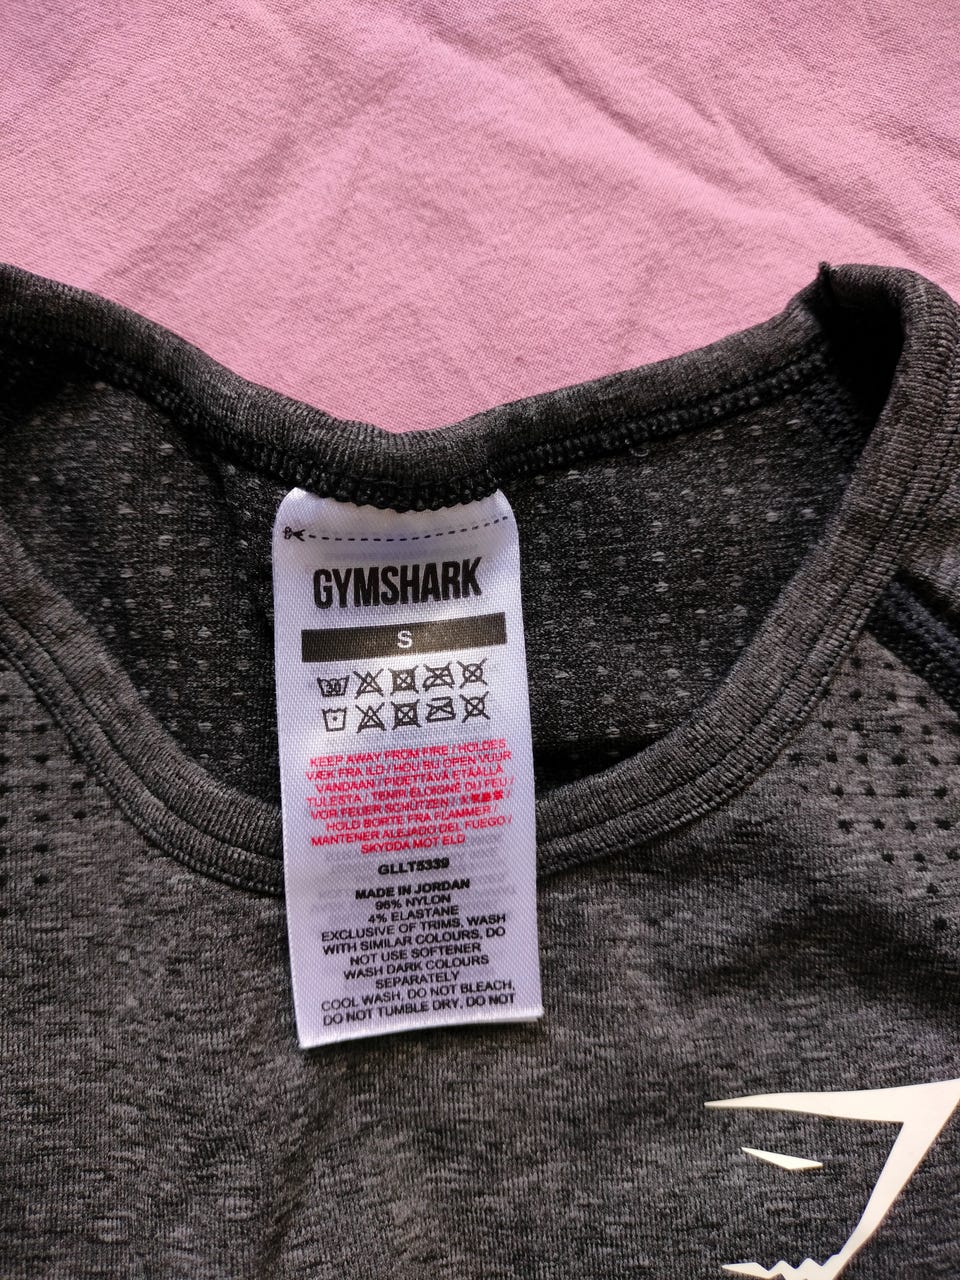 GYMSHARK
S
30
KEEP AWAY FROM FIRE / HOLDES
VÆK FRA ILD / HOU BIJ OPEN VUUR
VANDAAN / PIDETTÄVÄ ETÄÄLLÄ
TULESTA / TENIR ÉLOIGNÉ DU FEU /
VOR FEUER SCHÜTZEN /
HOLD BORTE FRA FLAMMER /
MANTENER ALEJADO DEL FUEGO /
SKYDDA MOT ELD
GLLT5339
MADE IN JORDAN
96% NYLON
4% ELASTANE
EXCLUSIVE OF TRIMS, WASH
WITH SIMILAR COLOURS, DO
NOT USE SOFTENER
WASH DARK COLOURS
SEPARATELY
COOL WASH, DO NOT BLEACH,
DO NOT TUMBLE DRY, DO NOT